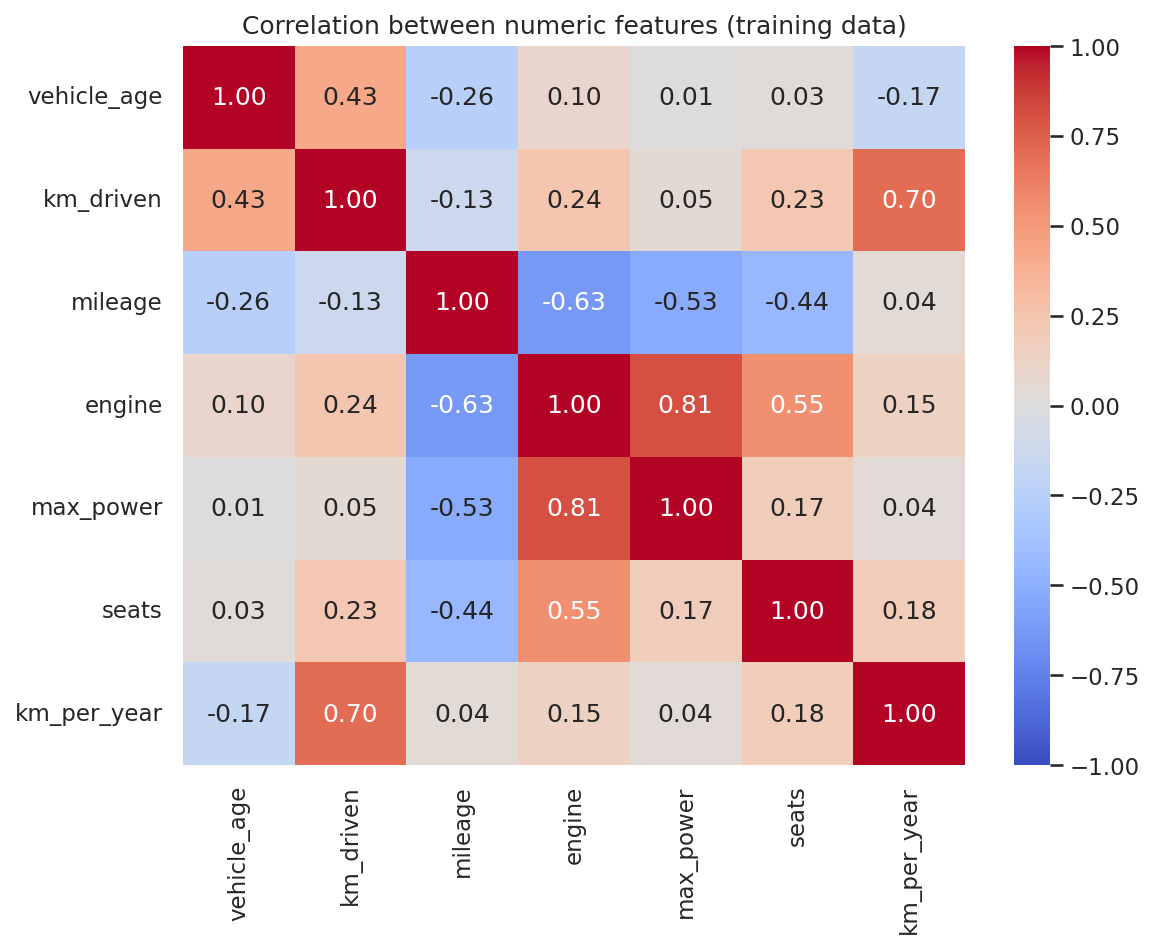 Correlation between numeric features (training data)
vehicle_age 1.00 0.43 -0.26 0.10 0.01 0.03 -0.17
km_driven 0.43 1.00 -0.13 0.24 0.05 0.23 0.70
mileage -0.26 -0.13 1.00 -0.63 -0.53 -0.44 0.04
engine 0.10 0.24 -0.63 1.00 0.81 0.55 0.15
max_power 0.01 0.05 -0.53 0.81 1.00 0.17 0.04
seats 0.03 0.23 -0.44 0.55 0.17 1.00 0.18
km_per_year -0.17 0.70 0.04 0.15 0.04 0.18 1.00
vehicle_age km_driven mileage engine max_power seats km_per_year
1.00
0.75
0.50
0.25
0.00
−0.25
−0.50
−0.75
−1.00